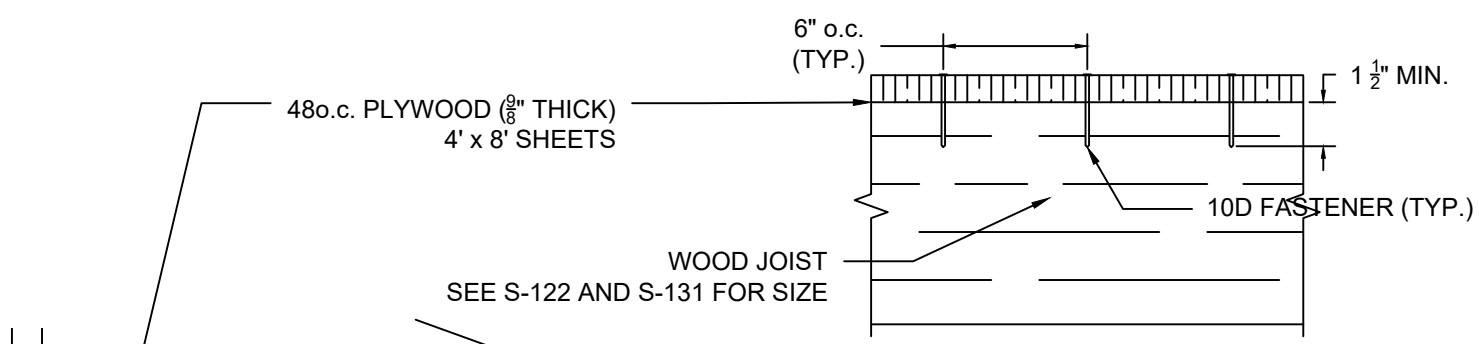 6" o.c.
(TYP.)
1 1/2" MIN.
48o.c. PLYWOOD (9/8" THICK)
4' x 8' SHEETS
10D FASTENER (TYP.)
WOOD JOIST
SEE S-122 AND S-131 FOR SIZE